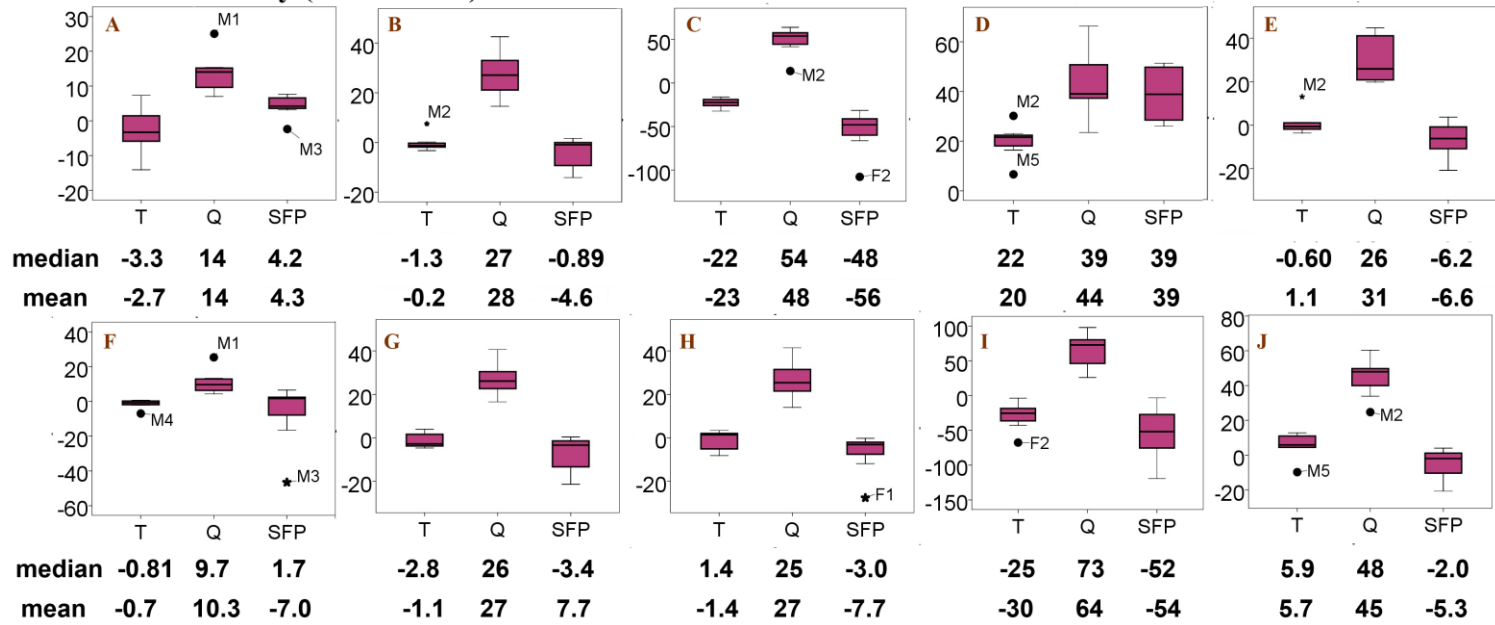 A
30
20
10
0
-10
-20
M1
M3
T Q SFP
B
40
20
0
-20
M2
T Q SFP
C
50
0
-50
-100
M2
F2
T Q SFP
D
60
40
20
0
M2
M5
T Q SFP
E
40
20
0
-20
M2
T Q SFP
median -3.3 14 4.2 -1.3 27 -0.89 -22 54 -48 22 39 39 -0.60 26 -6.2
mean -2.7 14 4.3 -0.2 28 -4.6 -23 48 -56 20 44 39 1.1 31 -6.6
F
40
20
0
-20
-40
-60
M1
M4
M3
T Q SFP
G
40
20
0
-20
T Q SFP
H
40
20
0
-20
F1
T Q SFP
I
100
50
0
-50
-100
-150
F2
T Q SFP
J
80
60
40
20
0
-20
M2
M5
T Q SFP
median -0.81 9.7 1.7 -2.8 26 -3.4 1.4 25 -3.0 -25 73 -52 5.9 48 -2.0
mean -0.7 10.3 -7.0 -1.1 27 7.7 -1.4 27 -7.7 -30 64 -54 5.7 45 -5.3